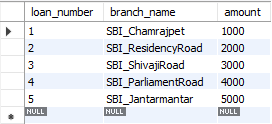 loan_number branch_name amount
1 SBI_Chamrajpet 1000
2 SBI_ResidencyRoad 2000
3 SBI_ShivajiRoad 3000
4 SBI_ParliamentRoad 4000
5 SBI_Jantarmantar 5000
NULL NULL NULL